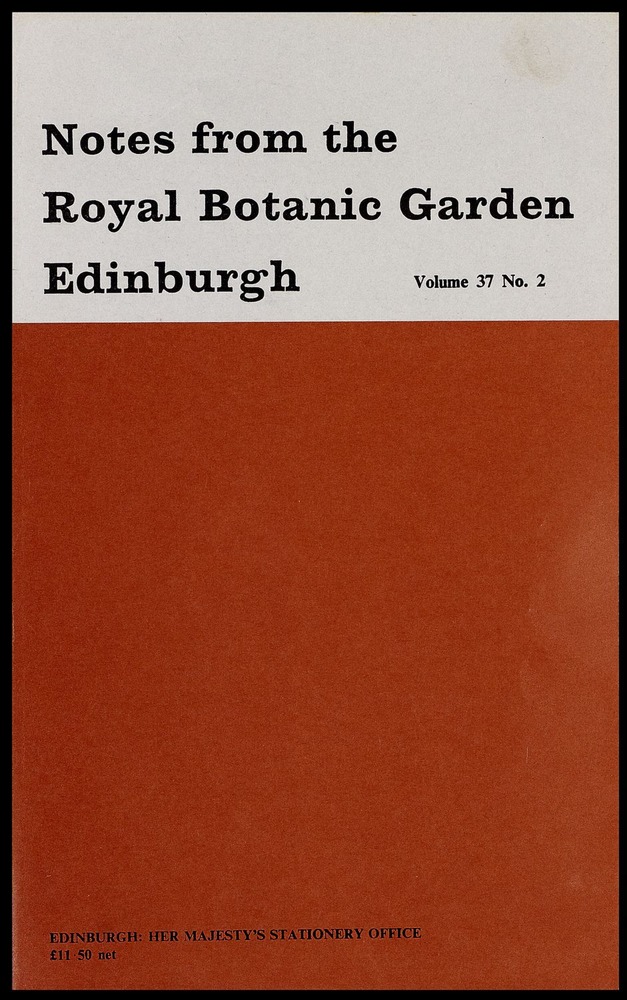 Notes from the
Royal Botanic Garden
Edinburgh
Volume 37 No. 2
EDINBURGH: HER MAJESTY'S STATIONERY OFFICE
£11·50 net